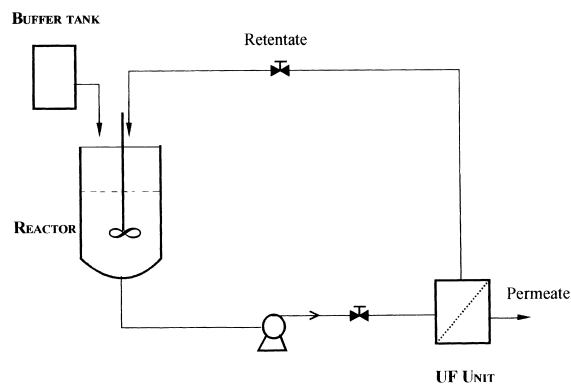 BUFFER TANK
Retentate
REACTOR
Permeate
UF UNIT